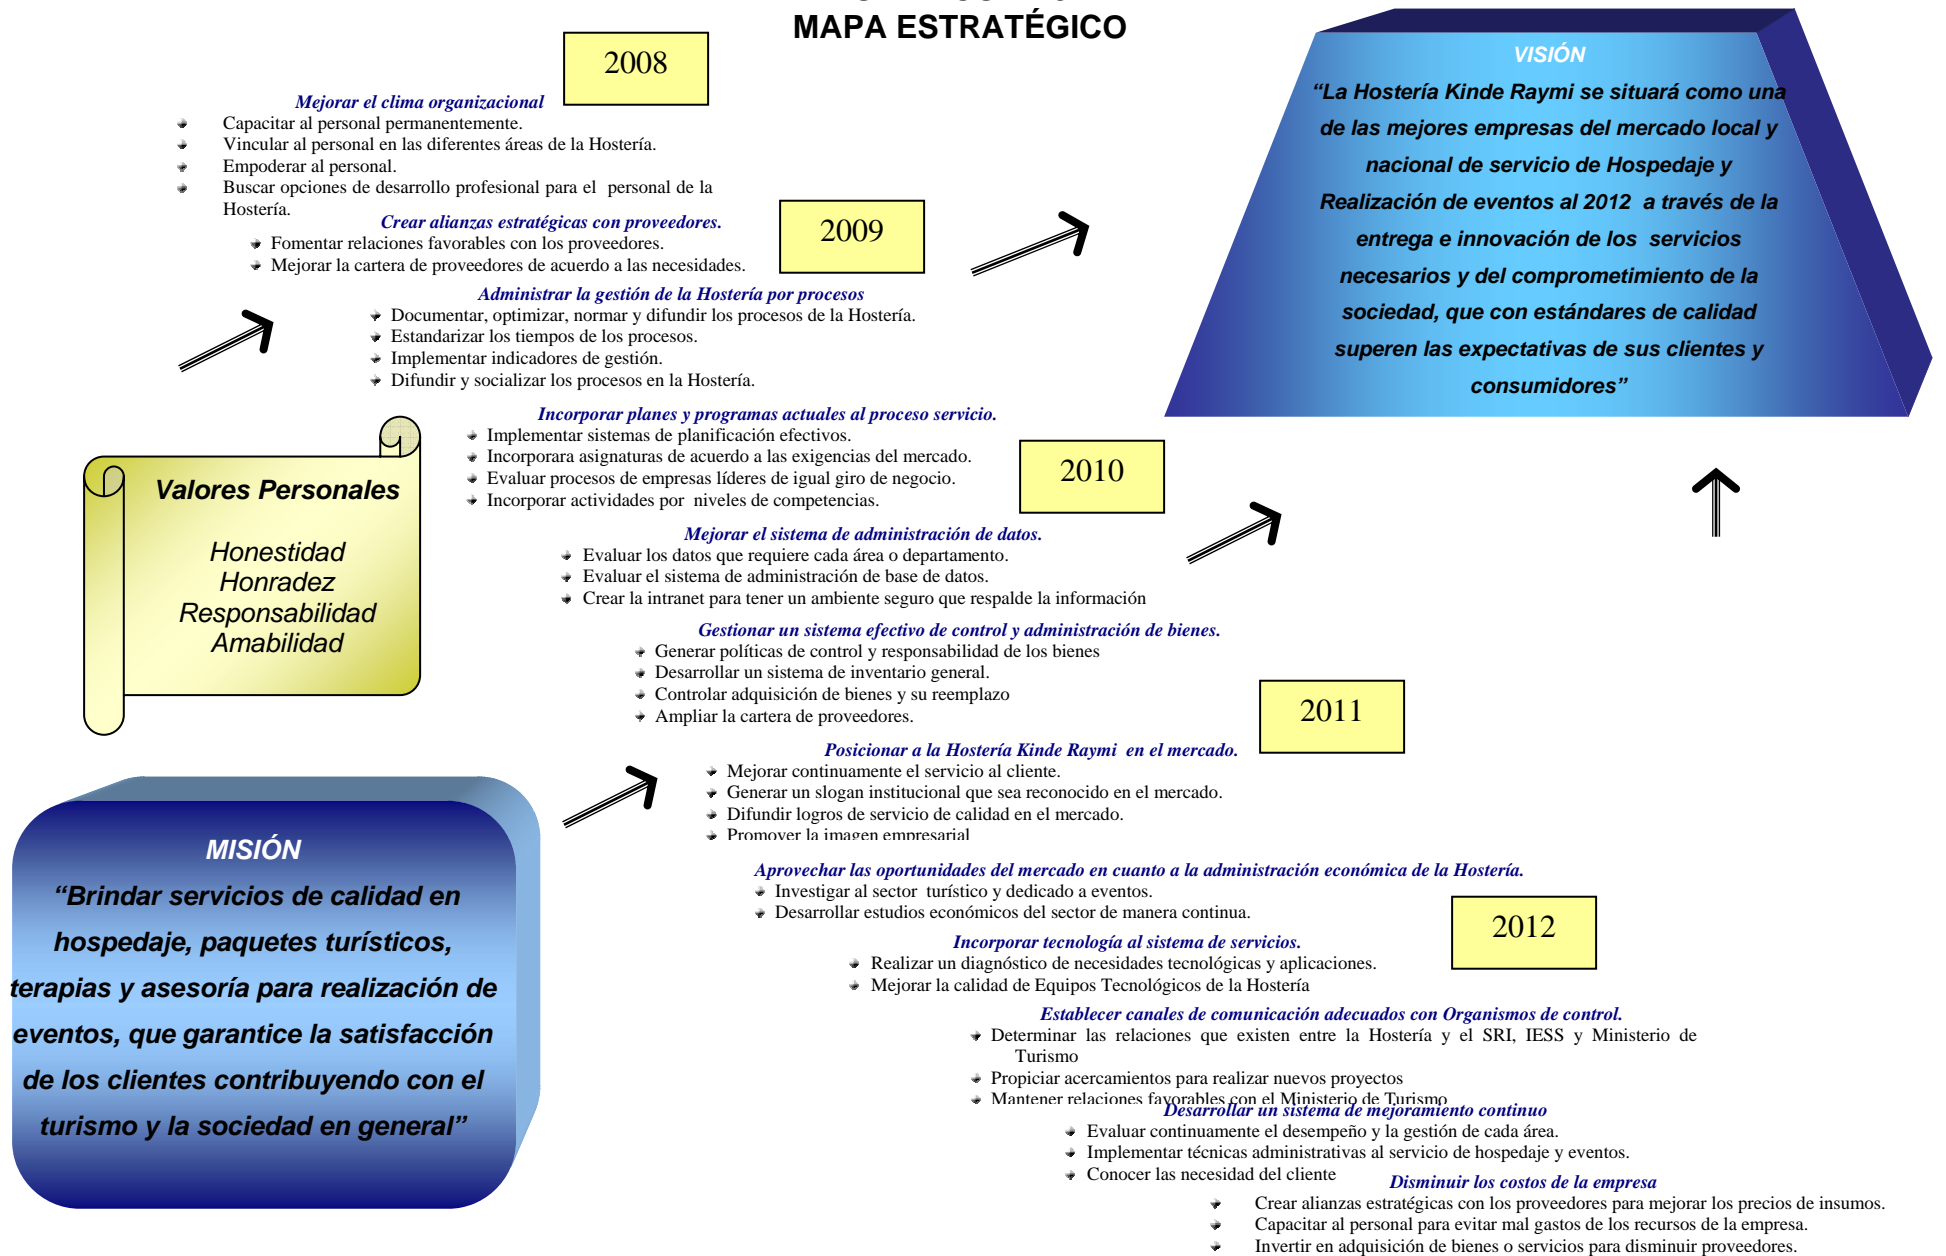 MAPA ESTRATÉGICO
2008
Mejorar el clima organizacional
Capacitar al personal permanentemente.
Vincular al personal en las diferentes áreas de la Hostería.
Empoderar al personal.
Buscar opciones de desarrollo profesional para el personal de la
Hostería.
2009
Crear alianzas estratégicas con proveedores.
Fomentar relaciones favorables con los proveedores.
Mejorar la cartera de proveedores de acuerdo a las necesidades.
Administrar la gestión de la Hostería por procesos
Documentar, optimizar, normar y difundir los procesos de la Hostería.
Estandarizar los tiempos de los procesos.
Implementar indicadores de gestión.
Difundir y socializar los procesos en la Hostería.
Incorporar planes y programas actuales al proceso servicio.
Implementar sistemas de planificación efectivos.
Incorporara asignaturas de acuerdo a las exigencias del mercado.
Evaluar procesos de empresas líderes de igual giro de negocio.
Incorporar actividades por niveles de competencias.
2010
Mejorar el sistema de administración de datos.
Evaluar los datos que requiere cada área o departamento.
Evaluar el sistema de administración de base de datos.
Crear la intranet para tener un ambiente seguro que respalde la información
Gestionar un sistema efectivo de control y administración de bienes.
Generar políticas de control y responsabilidad de los bienes
Desarrollar un sistema de inventario general.
Controlar adquisición de bienes y su reemplazo
Ampliar la cartera de proveedores.
2011
Posicionar a la Hostería Kinde Raymi en el mercado.
Mejorar continuamente el servicio al cliente.
Generar un slogan institucional que sea reconocido en el mercado.
Difundir logros de servicio de calidad en el mercado.
Promover la imagen empresarial
Aprovechar las oportunidades del mercado en cuanto a la administración económica de la Hostería.
Investigar al sector turístico y dedicado a eventos.
Desarrollar estudios económicos del sector de manera continua.
2012
Incorporar tecnología al sistema de servicios.
Realizar un diagnóstico de necesidades tecnológicas y aplicaciones.
Mejorar la calidad de Equipos Tecnológicos de la Hostería
Establecer canales de comunicación adecuados con Organismos de control.
Determinar las relaciones que existen entre la Hostería y el SRI, IESS y Ministerio de
Turismo
Propiciar acercamientos para realizar nuevos proyectos
Mantener relaciones favorables con el Ministerio de Turismo
Desarrollar un sistema de mejoramiento continuo
Evaluar continuamente el desempeño y la gestión de cada área.
Implementar técnicas administrativas al servicio de hospedaje y eventos.
Conocer las necesidad del cliente
Disminuir los costos de la empresa
Crear alianzas estratégicas con los proveedores para mejorar los precios de insumos.
Capacitar al personal para evitar mal gastos de los recursos de la empresa.
Invertir en adquisición de bienes o servicios para disminuir proveedores.
VISIÓN
“La Hostería Kinde Raymi se situará como una
de las mejores empresas del mercado local y
nacional de servicio de Hospedaje y
Realización de eventos al 2012 a través de la
entrega e innovación de los servicios
necesarios y del comprometimiento de la
sociedad, que con estándares de calidad
superen las expectativas de sus clientes y
consumidores”
Valores Personales
Honestidad
Honradez
Responsabilidad
Amabilidad
MISIÓN
“Brindar servicios de calidad en
hospedaje, paquetes turísticos,
terapias y asesoría para realización de
eventos, que garantice la satisfacción
de los clientes contribuyendo con el
turismo y la sociedad en general”